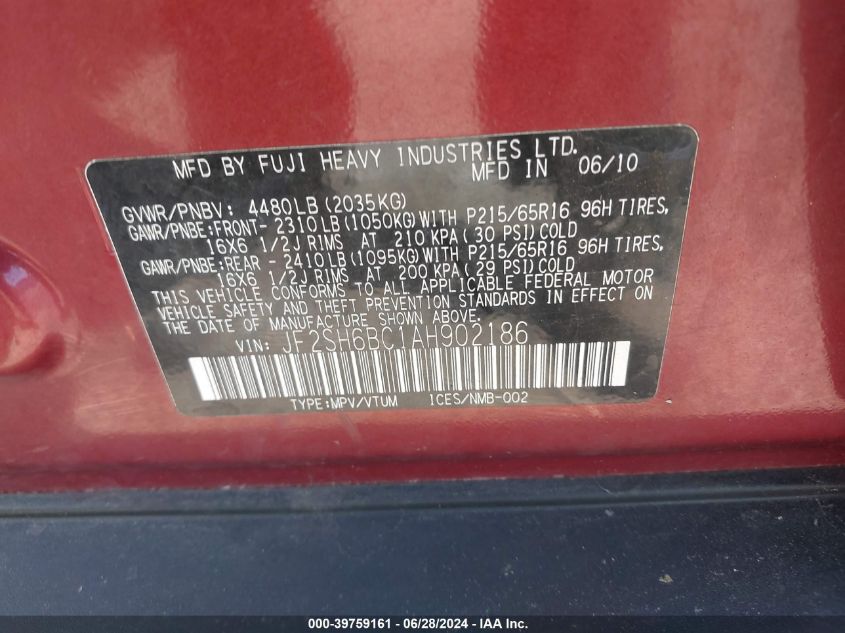 MFD BY FUJI HEAVY INDUSTRIES LTD.
MFD IN 06/10
GVWR/PNBV: 4480LB(2035KG)
GAWR/PNBE:FRONT- 2310LB(1050KG)WITH P215/65R16 96H TIRES,
16X6 1/2J RIMS AT 210 KPA( 30 PSI)COLD
GAWR/PNBE:REAR - 2410LB(1095KG)WITH P215/65R16 96H TIRES,
16X6 1/2J RIMS AT 200 KPA( 29 PSI)COLD
THIS VEHICLE CONFORMS TO ALL APPLICABLE FEDERAL MOTOR
VEHICLE SAFETY AND THEFT PREVENTION STANDARDS IN EFFECT ON
THE DATE OF MANUFACTURE SHOWN ABOVE.
VIN: JF2SH6BC1AH902186
TYPE:MPV/VTUM ICES/NMB-002
000-39759161 - 06/28/2024 - IAA Inc.